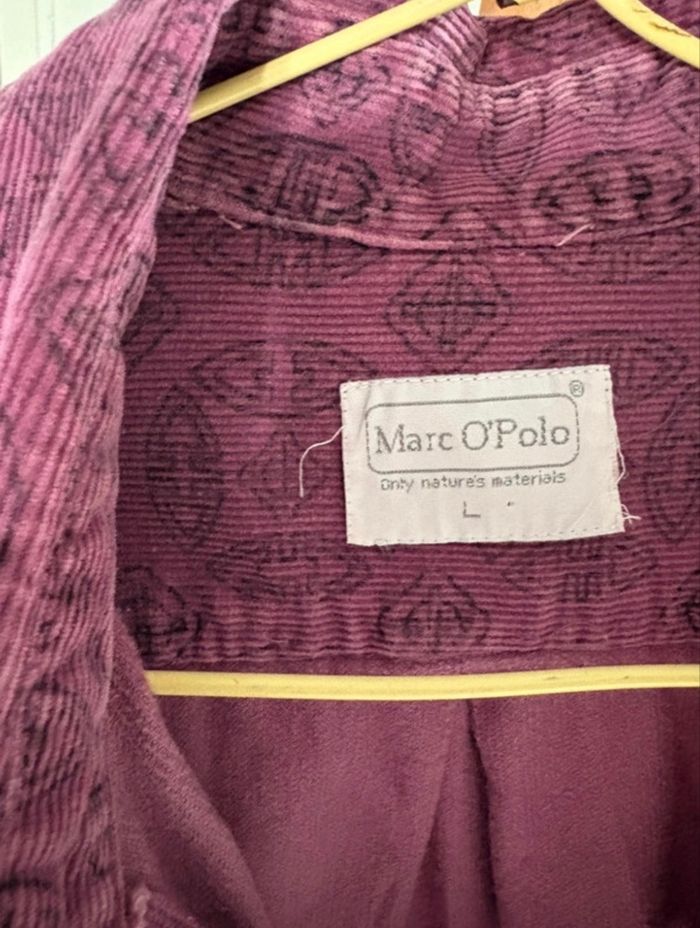 ®
Marc O'Polo
Only nature's materials
L